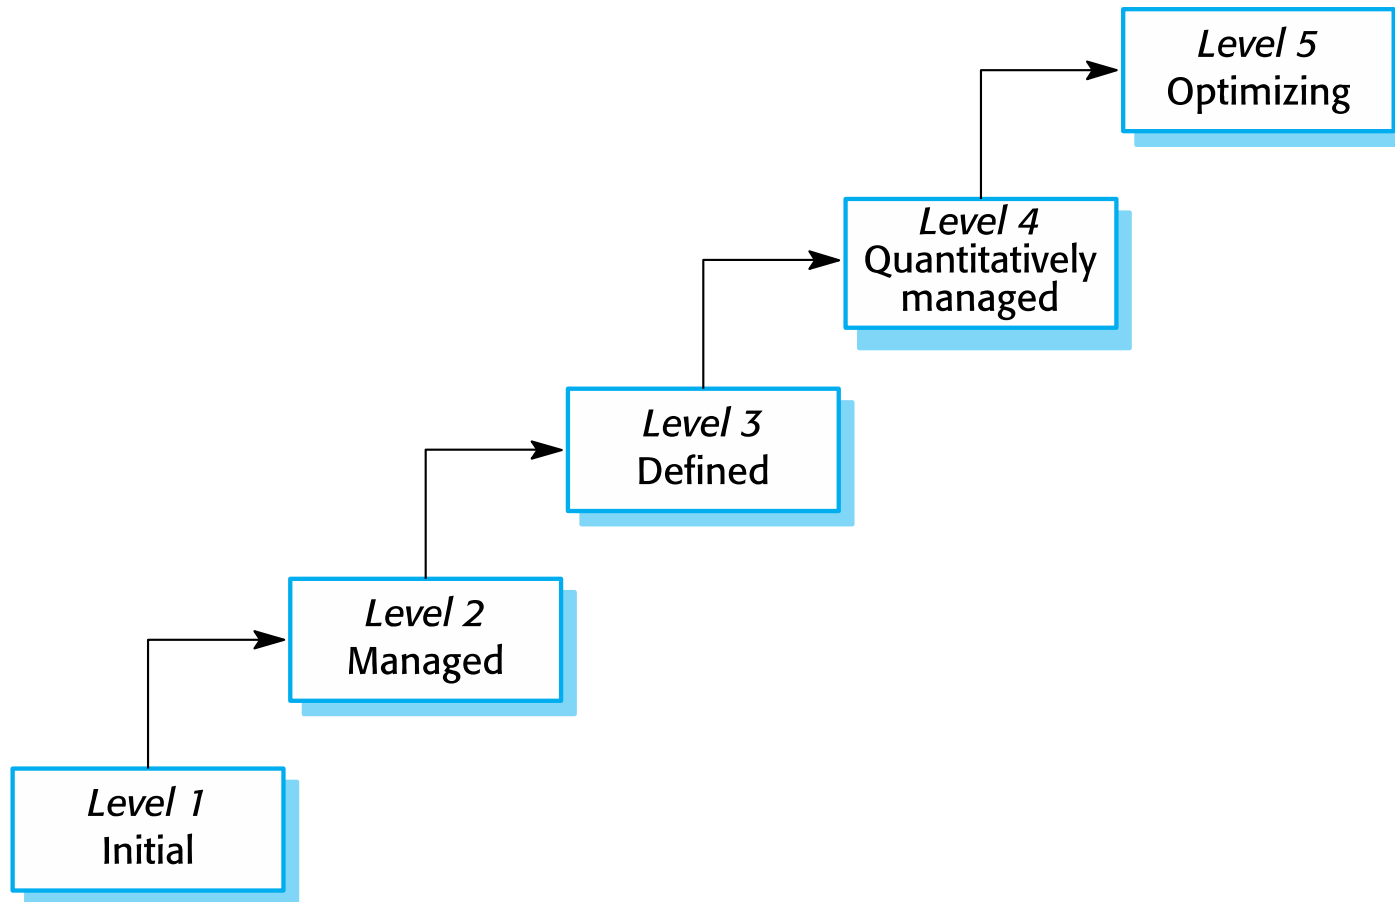 Level 5
Optimizing
Level 4
Quantitatively
managed
Level 3
Defined
Level 2
Managed
Level 1
Initial